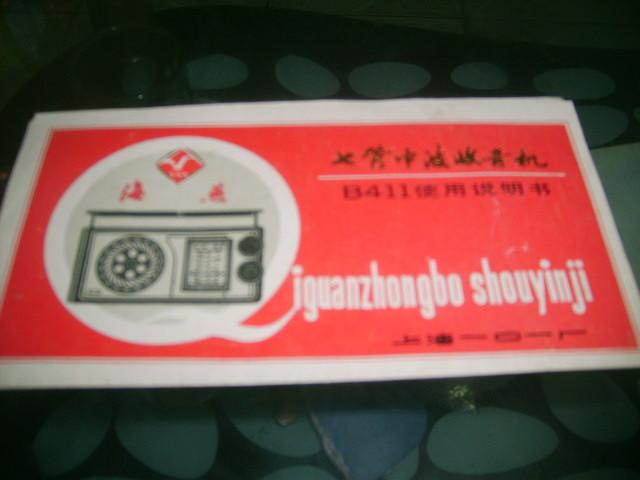 海燕
七管中波收音机
B411使用说明书
Qiguanzhongbo shouyinji
上海一〇一厂